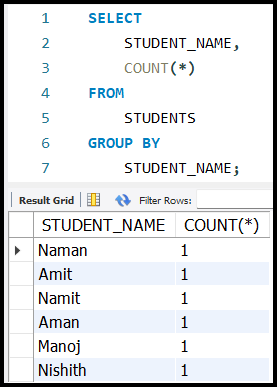 1 SELECT
2 STUDENT_NAME,
3 COUNT(*)
4 FROM
5 STUDENTS
6 GROUP BY
7 STUDENT_NAME;
Result Grid Filter Rows:
STUDENT_NAME COUNT(*)
Naman 1
Amit 1
Namit 1
Aman 1
Manoj 1
Nishith 1